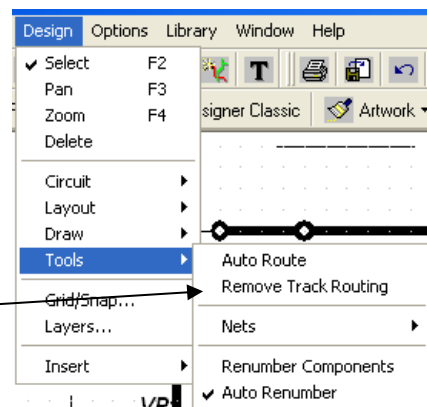 Design Options Library Window Help
Select F2
Pan F3
Zoom F4
Delete
signer Classic Artwork
Circuit
Layout
Draw
Tools
Grid/Snap...
Layers...
Insert
Auto Route
Remove Track Routing
Nets
Renumber Components
Auto Renumber
T